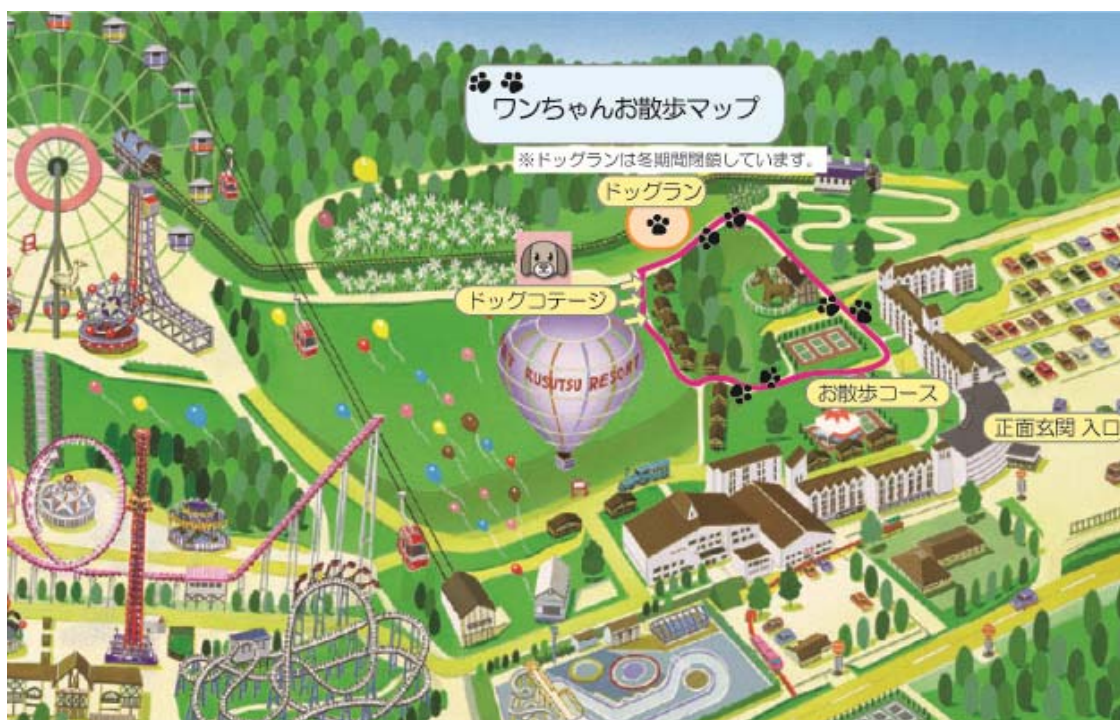 ワンちゃんお散歩マップ
※ドッグランは冬期間閉鎖しています。
ドッグラン
ドッグコテージ
RUSUTSU RESORT
お散歩コース
正面玄関 入口